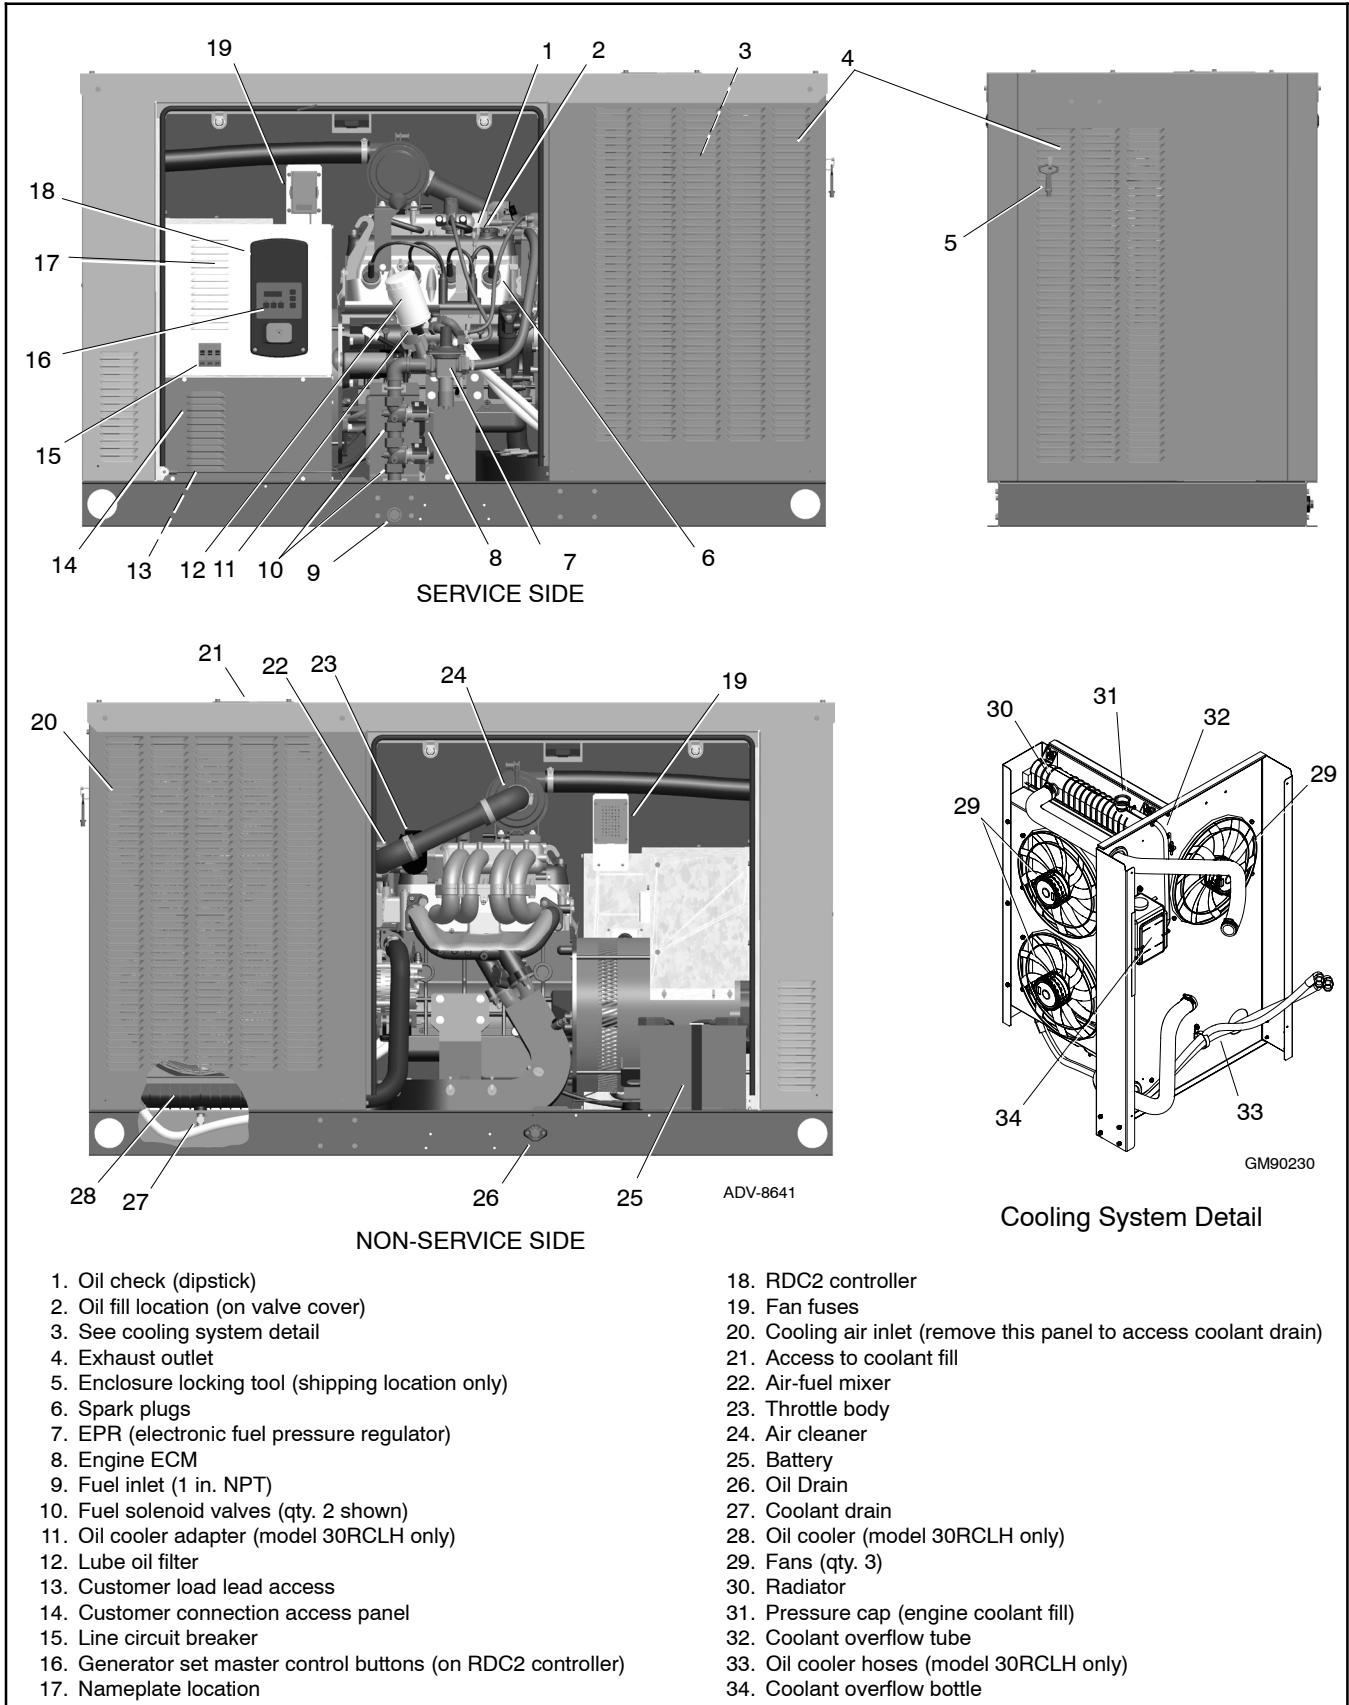 19
1
2
3
4
18
17
16
15
14
13
12
11
10
9
8
7
6
5
SERVICE SIDE
21
22
23
24
19
20
28
27
26
25
ADV-8641
NON-SERVICE SIDE
30
31
32
29
29
34
33
GM90230
Cooling System Detail
1. Oil check (dipstick)
2. Oil fill location (on valve cover)
3. See cooling system detail
4. Exhaust outlet
5. Enclosure locking tool (shipping location only)
6. Spark plugs
7. EPR (electronic fuel pressure regulator)
8. Engine ECM
9. Fuel inlet (1 in. NPT)
10. Fuel solenoid valves (qty. 2 shown)
11. Oil cooler adapter (model 30RCLH only)
12. Lube oil filter
13. Customer load lead access
14. Customer connection access panel
15. Line circuit breaker
16. Generator set master control buttons (on RDC2 controller)
17. Nameplate location
18. RDC2 controller
19. Fan fuses
20. Cooling air inlet (remove this panel to access coolant drain)
21. Access to coolant fill
22. Air-fuel mixer
23. Throttle body
24. Air cleaner
25. Battery
26. Oil Drain
27. Coolant drain
28. Oil cooler (model 30RCLH only)
29. Fans (qty. 3)
30. Radiator
31. Pressure cap (engine coolant fill)
32. Coolant overflow tube
33. Oil cooler hoses (model 30RCLH only)
34. Coolant overflow bottle